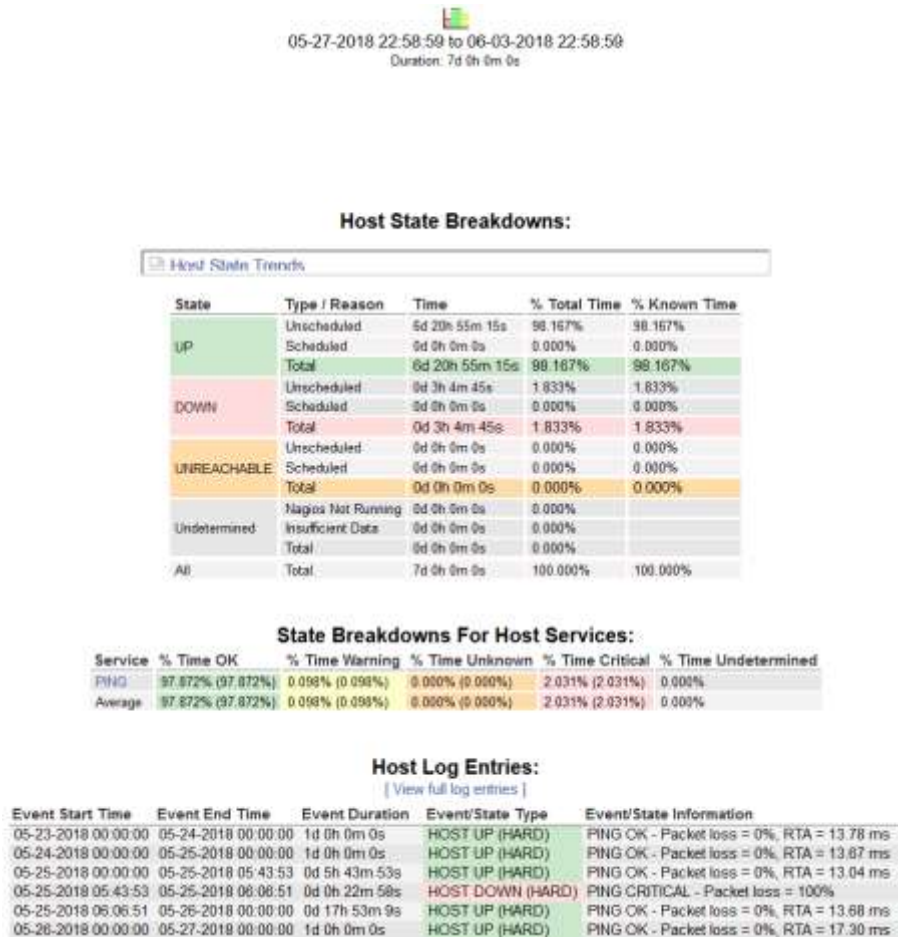 05-27-2018 22:58:59 to 06-03-2018 22:58:59
Duration: 7d 0h 0m 0s
Host State Breakdowns:
Host State Trends
State Type / Reason Time % Total Time % Known Time
UP
Unscheduled 6d 20h 55m 15s 98.167% 98.167%
Scheduled 0d 0h 0m 0s 0.000% 0.000%
Total 6d 20h 55m 15s 98.167% 98.167%
DOWN
Unscheduled 0d 3h 4m 45s 1.833% 1.833%
Scheduled 0d 0h 0m 0s 0.000% 0.000%
Total 0d 3h 4m 45s 1.833% 1.833%
UNREACHABLE
Unscheduled 0d 0h 0m 0s 0.000% 0.000%
Scheduled 0d 0h 0m 0s 0.000% 0.000%
Total 0d 0h 0m 0s 0.000% 0.000%
Undetermined
Nagios Not Running 0d 0h 0m 0s 0.000%
Insufficient Data 0d 0h 0m 0s 0.000%
Total 0d 0h 0m 0s 0.000%
All Total 7d 0h 0m 0s 100.000% 100.000%
State Breakdowns For Host Services:
Service % Time OK % Time Warning % Time Unknown % Time Critical % Time Undetermined
PING 97.872% (97.872%) 0.098% (0.098%) 0.000% (0.000%) 2.031% (2.031%) 0.000%
Average 97.872% (97.872%) 0.098% (0.098%) 0.000% (0.000%) 2.031% (2.031%) 0.000%
Host Log Entries:
[ View full log entries ]
Event Start Time Event End Time Event Duration Event/State Type Event/State Information
05-23-2018 00:00:00 05-24-2018 00:00:00 1d 0h 0m 0s HOST UP (HARD) PING OK - Packet loss = 0%, RTA = 13.78 ms
05-24-2018 00:00:00 05-25-2018 00:00:00 1d 0h 0m 0s HOST UP (HARD) PING OK - Packet loss = 0%, RTA = 13.67 ms
05-25-2018 00:00:00 05-25-2018 05:43:53 0d 5h 43m 53s HOST UP (HARD) PING OK - Packet loss = 0%, RTA = 13.04 ms
05-25-2018 05:43:53 05-25-2018 06:06:51 0d 0h 22m 58s HOST DOWN (HARD) PING CRITICAL - Packet loss = 100%
05-25-2018 06:06:51 05-26-2018 00:00:00 0d 17h 53m 9s HOST UP (HARD) PING OK - Packet loss = 0%, RTA = 13.68 ms
05-26-2018 00:00:00 05-27-2018 00:00:00 1d 0h 0m 0s HOST UP (HARD) PING OK - Packet loss = 0%, RTA = 17.30 ms